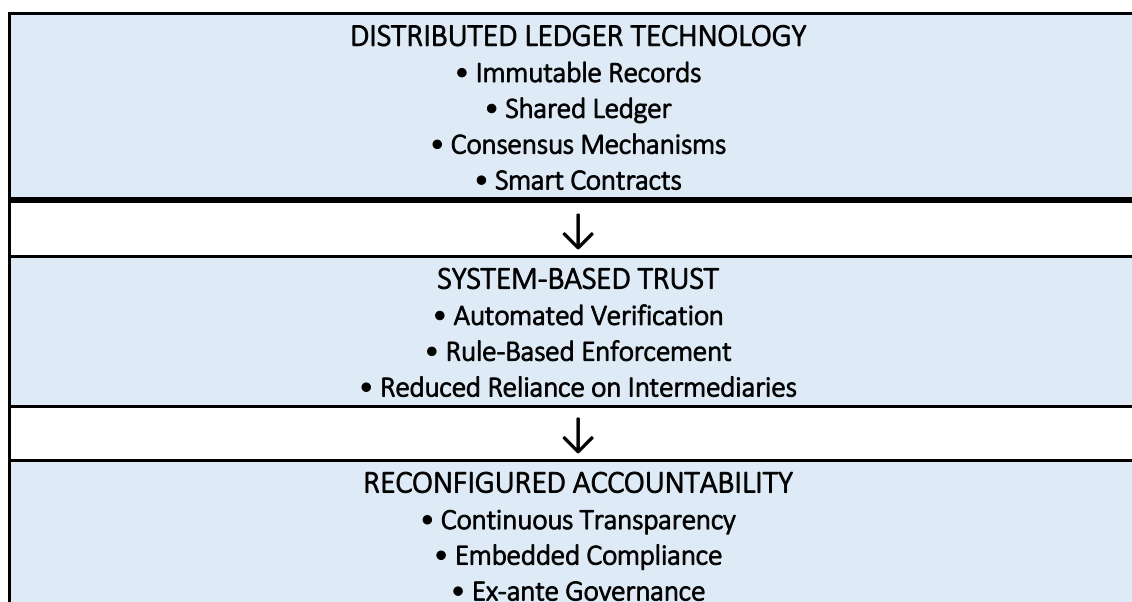 DISTRIBUTED LEDGER TECHNOLOGY
• Immutable Records
• Shared Ledger
• Consensus Mechanisms
• Smart Contracts
↓
SYSTEM-BASED TRUST
• Automated Verification
• Rule-Based Enforcement
• Reduced Reliance on Intermediaries
↓
RECONFIGURED ACCOUNTABILITY
• Continuous Transparency
• Embedded Compliance
• Ex-ante Governance